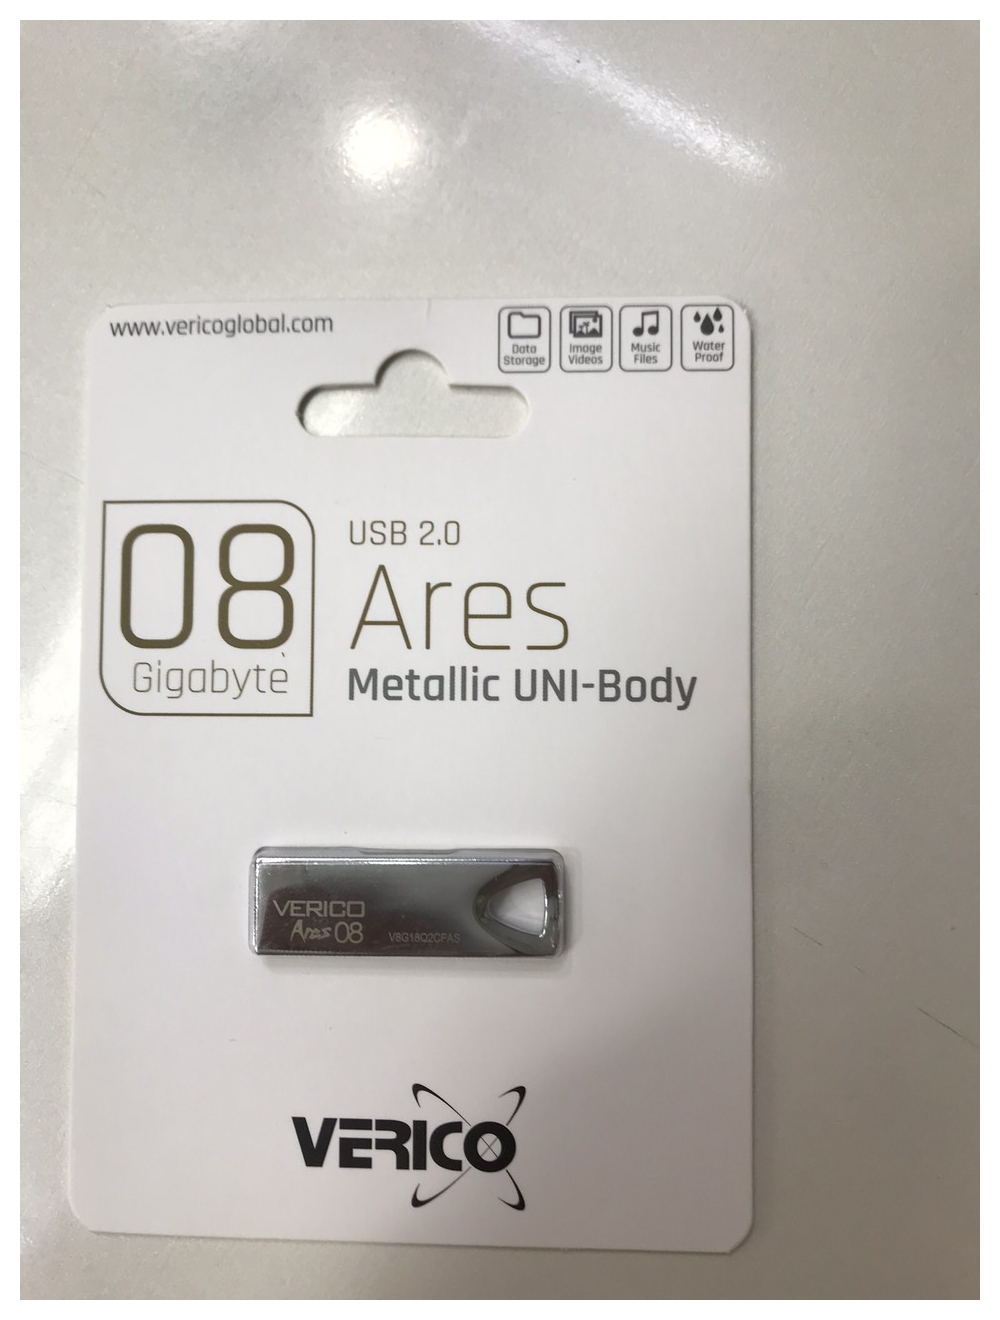 www.vericoglobal.com
Data
Storage
Image
Videos
Music
Files
Water
Proof
08
Gigabyte
USB 2.0
Ares
Metallic UNI-Body
VERICO
Ares 08
V8G18Q2CFAS
VERICO